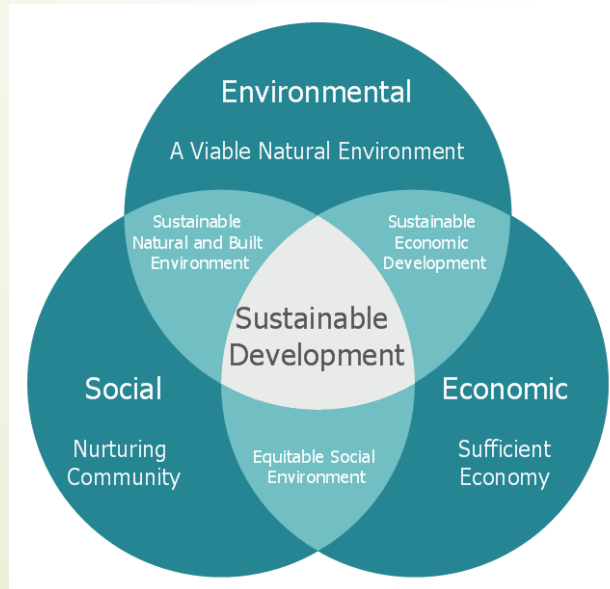 Environmental
A Viable Natural Environment
Sustainable
Natural and Built
Environment
Sustainable
Economic
Development
Sustainable
Development
Social
Nurturing
Community
Equitable Social
Environment
Economic
Sufficient
Economy